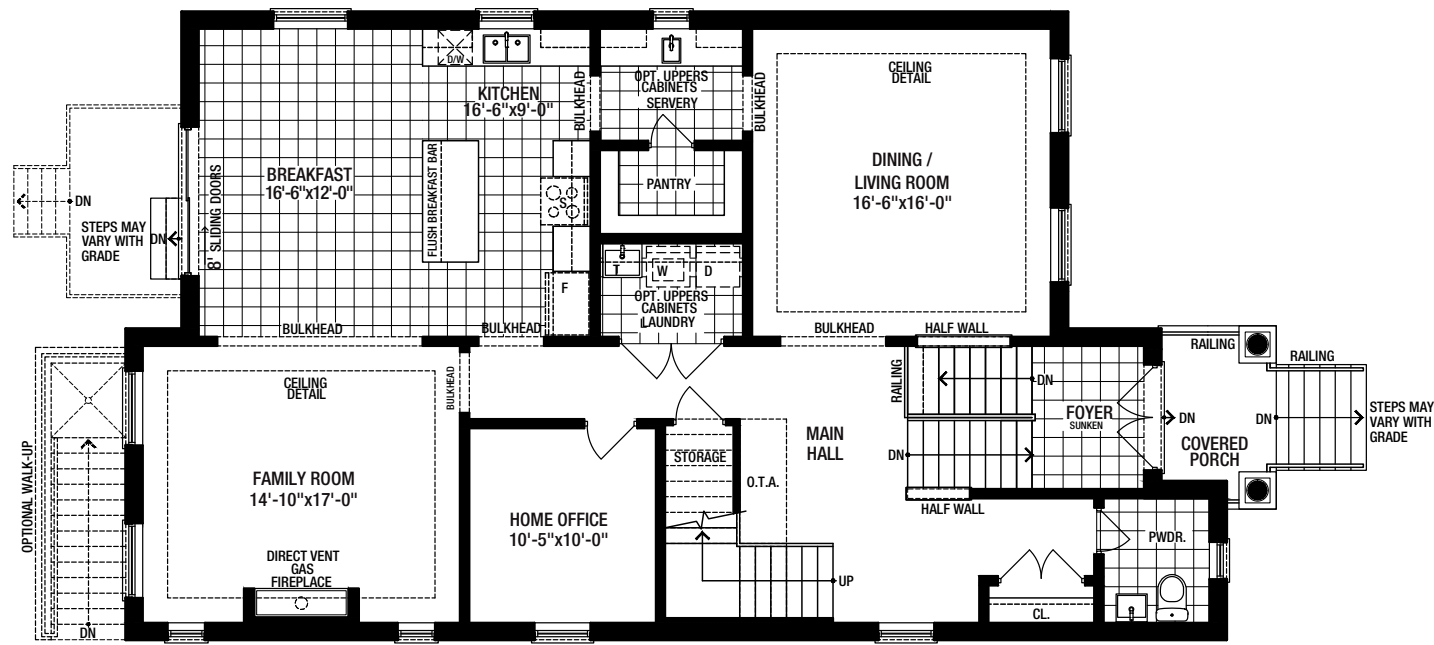 D/W
KITCHEN
16'-6"x9'-0"
BULKHEAD
OPT. UPPERS
CABINETS
SERVERY
BULKHEAD
CEILING
DETAIL
BREAKFAST
16'-6"x12'-0"
FLUSH BREAKFAST BAR
S
PANTRY
DINING /
LIVING ROOM
16'-6"x16'-0"
DN
STEPS MAY
VARY WITH
GRADE
DN
8' SLIDING DOORS
F
T
W
D
OPT. UPPERS
CABINETS
LAUNDRY
BULKHEAD
BULKHEAD
BULKHEAD
HALF WALL
RAILING
RAILING
CEILING
DETAIL
BULKHEAD
RAILING
DN
FOYER
SUNKEN
DN
COVERED
PORCH
DN
STEPS MAY
VARY WITH
GRADE
OPTIONAL WALK-UP
FAMILY ROOM
14'-10"x17'-0"
STORAGE
MAIN
HALL
DN
O.T.A.
HALF WALL
HOME OFFICE
10'-5"x10'-0"
PWDR.
DIRECT VENT
GAS
FIREPLACE
UP
CL.
DN